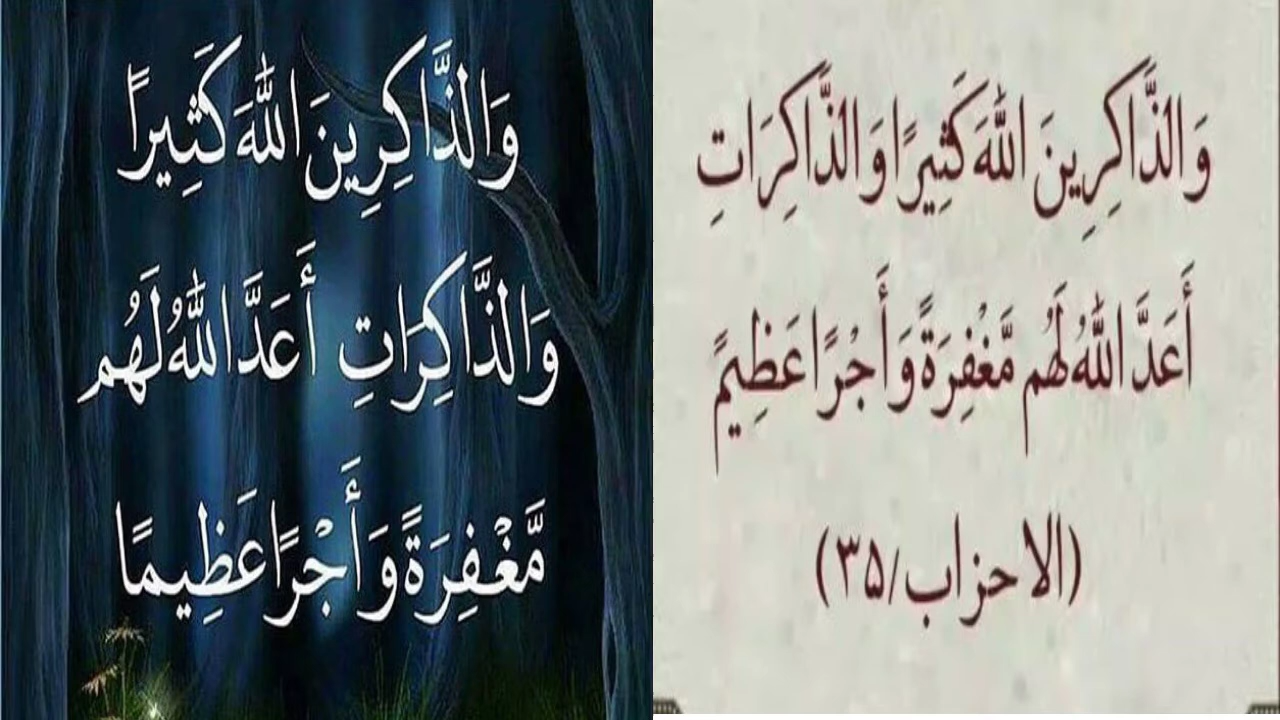 وَالذَّاكِرِينَ اللَّهَ كَثِيرًا
وَالذَّاكِرَاتِ أَعَدَّ اللَّهُ لَهُم
مَّغْفِرَةً وَأَجْرًا عَظِيمًا
وَالذَّاكِرِينَ اللَّهَ كَثِيرًا وَالذَّاكِرَاتِ
أَعَدَّ اللَّهُ لَهُم مَّغْفِرَةً وَأَجْرًا عَظِيمً
(الاحزاب/۳۵)